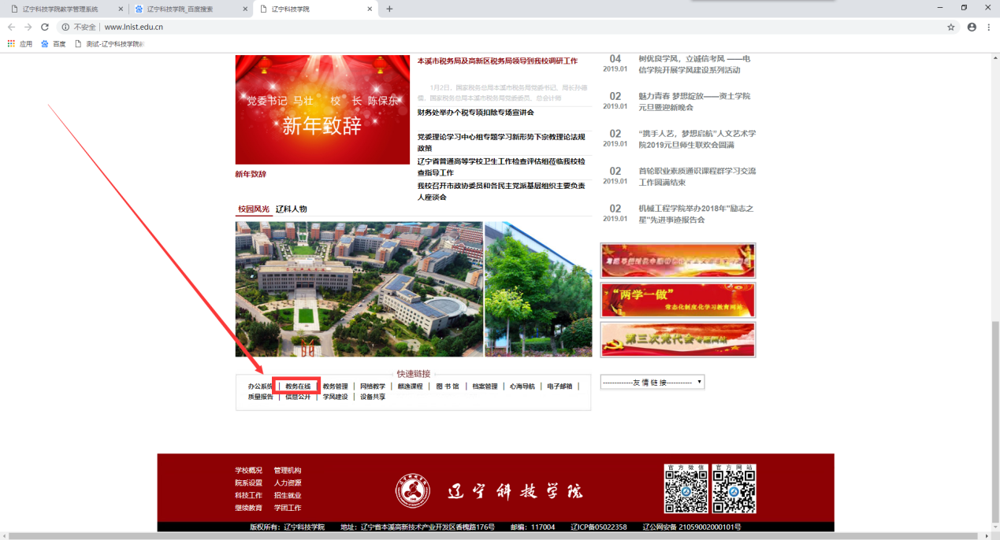 辽宁科技学院教学管理系统
辽宁科技学院_百度搜索
辽宁科技学院
不安全 | www.lnist.edu.cn
应用 百度 测试-辽宁科技学院
党委书记 马壮 校 长 陈保东
新年致辞
新年致辞
本溪市税务局及高新区税务局领导到我校调研工作
1月2日，国家税务总局本溪市税务局党委书记、局长孙德
儒，国家税务总局本溪市税务局党委委员、总会计师
财务处举办个税专项扣除专场宣讲会
党委理论学习中心组专题学习新形势下宗教理论法规
政策
辽宁省普通高等学校卫生工作检查评估组莅临我校检
查指导工作
我校召开市政协委员和各民主党派基层组织主要负责
人座谈会
04
2019.01
树优良学风，立诚信考风 ——电
信学院开展学风建设系列活动
02
2019.01
魅力青春 梦想绽放——资土学院
元旦暨迎新晚会
02
2019.01
“携手人艺，梦想启航”人文艺术学
院2019元旦师生联欢会圆满
02
2019.01
首轮职业素质通识课程群学习交流
工作圆满结束
02
2019.01
机械工程学院举办2018年"励志之
星"先进事迹报告会
校园风光 辽科人物
“两学一做”
常态化制度化学习教育网站
第三次党代会专题网站
快速链接
办公系统 | 教务在线 | 教务管理 | 网络教学 | 麒逸课程 | 图 书 馆 | 档案管理 | 心海导航 | 电子邮箱 |
质量报告 | 信息公开 | 学风建设 | 设备共享
------------友 情 链 接-----------
学校概况 管理机构
院系设置 人力资源
科技工作 招生就业
继续教育 学团工作
辽宁科技学院
官方微信
官方网站
版权所有：辽宁科技学院 地址：辽宁省本溪高新技术产业开发区香槐路176号 邮编：117004 辽ICP备05022358 辽公网安备 21059002000101号